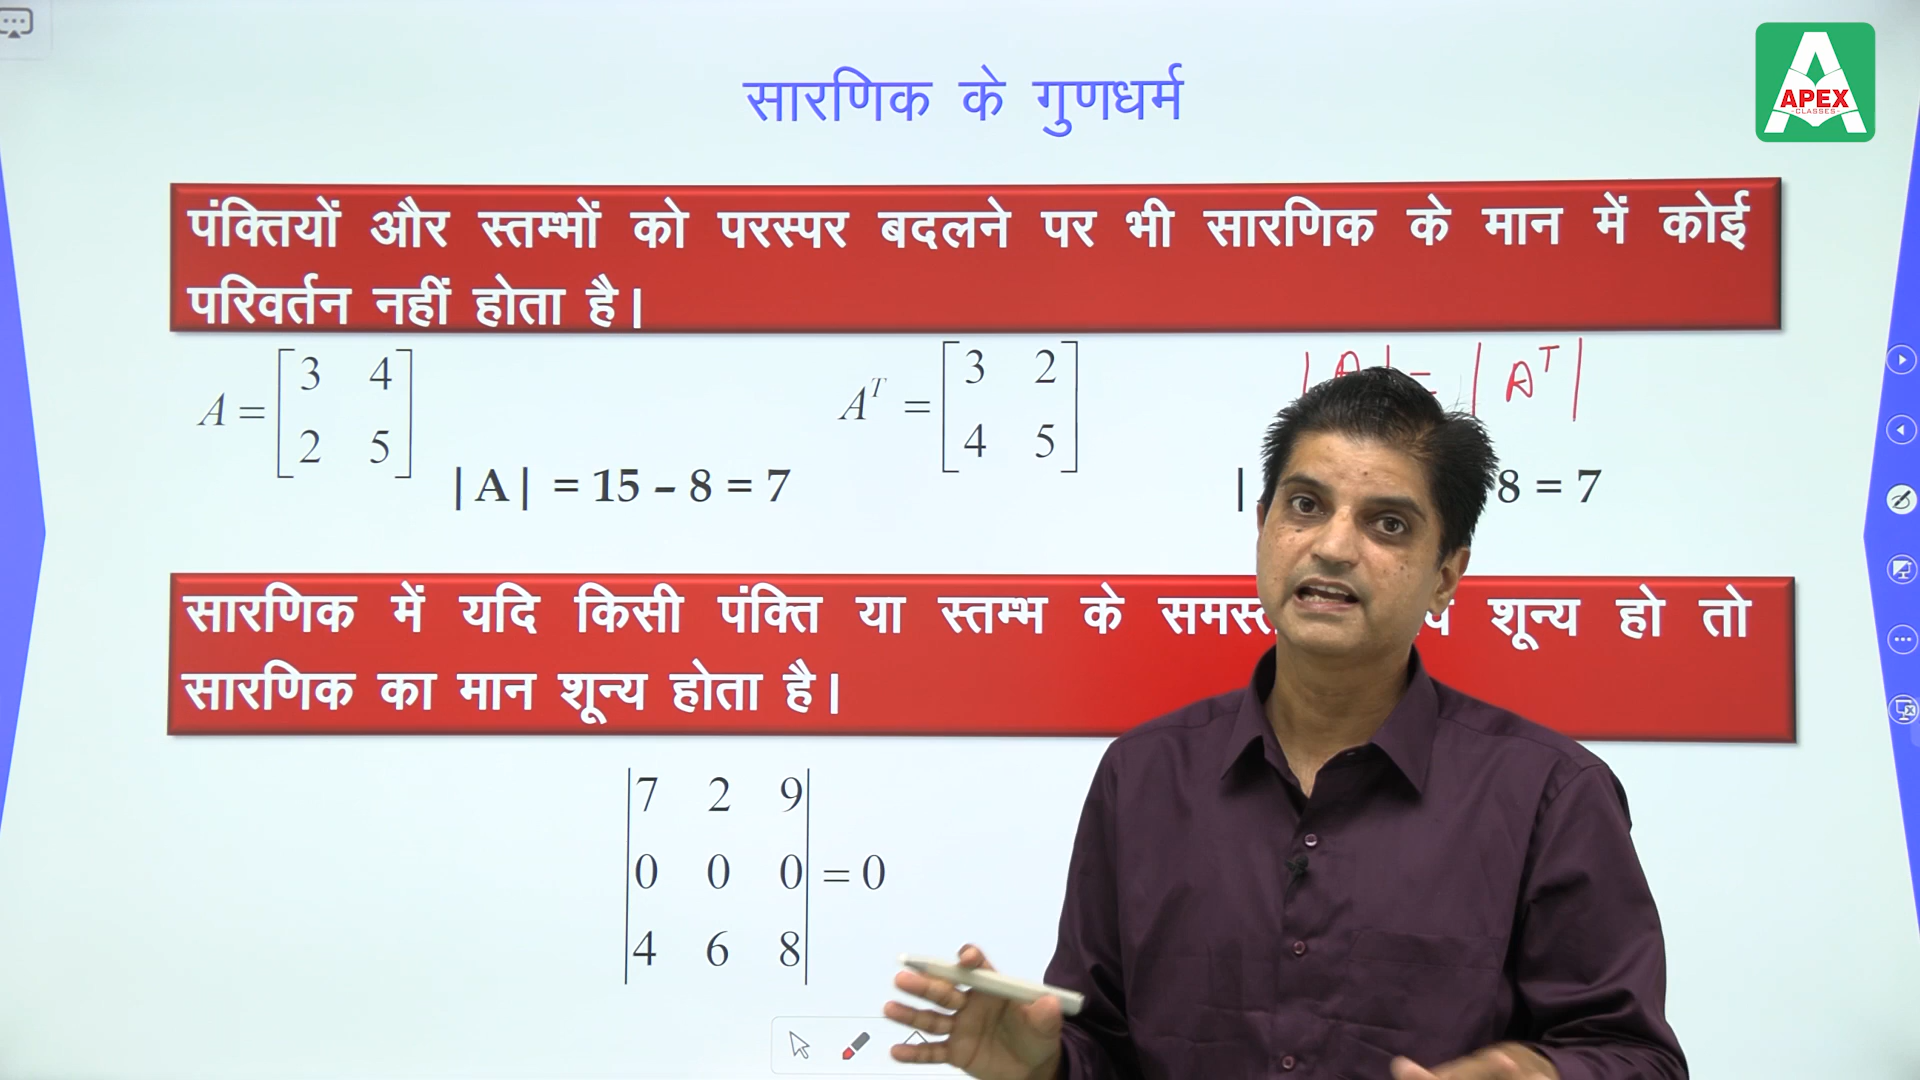 सारणिक के गुणधर्म
APEX
CLASSES
पंक्तियों और स्तम्भों को परस्पर बदलने पर भी सारणिक के मान में कोई
परिवर्तन नहीं होता है।
A = [3 4
2 5]
|A| = 15 – 8 = 7
A^T = [3 2
4 5]
|A| = |A^T|
| 8 = 7
सारणिक में यदि किसी पंक्ति या स्तम्भ के शून्य हो तो
सारणिक का मान शून्य होता है।
|7 2 9|
|0 0 0| = 0
|4 6 8|